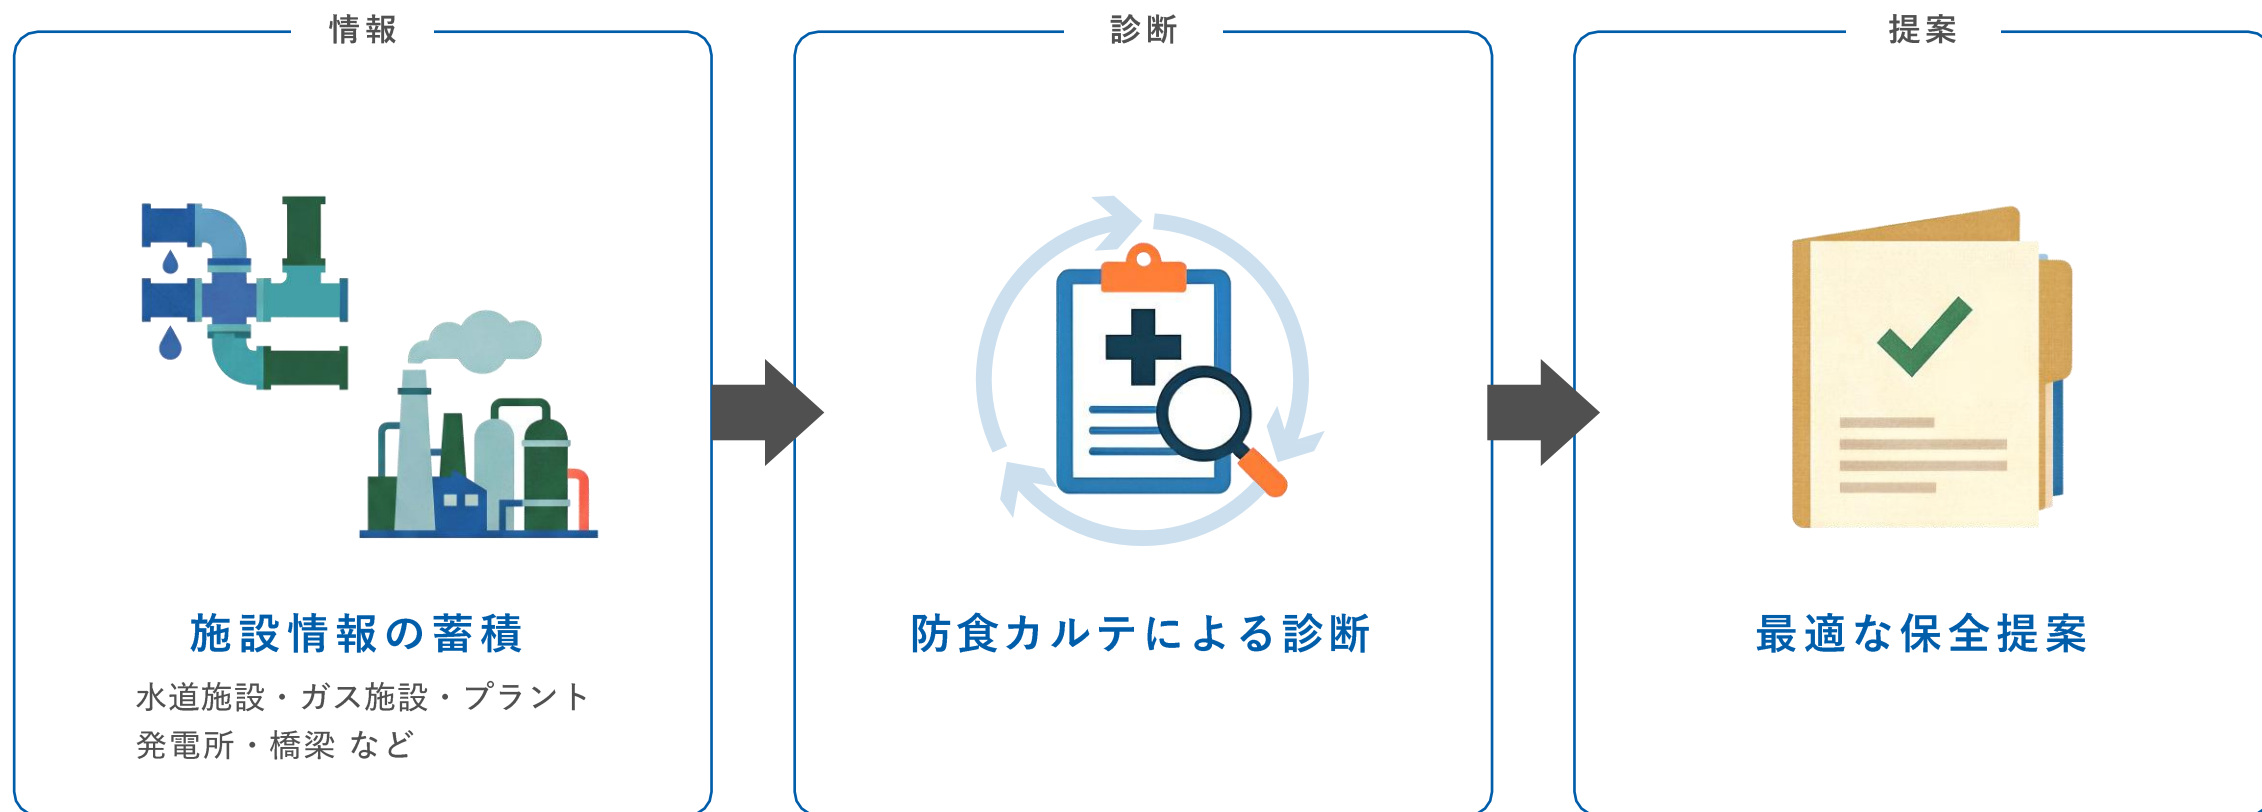 情報
施設情報の蓄積
水道施設・ガス施設・プラント
発電所・橋梁 など
診断
防食カルテによる診断
提案
最適な保全提案